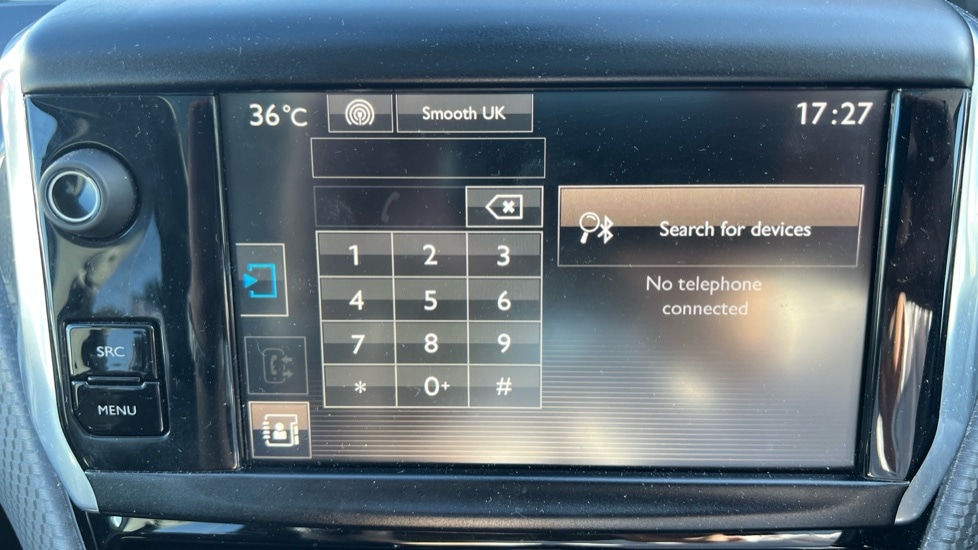 36°C
Smooth UK
17:27
1 2 3
4 5 6
7 8 9
* 0+ #
Search for devices
No telephone
connected
SRC
MENU